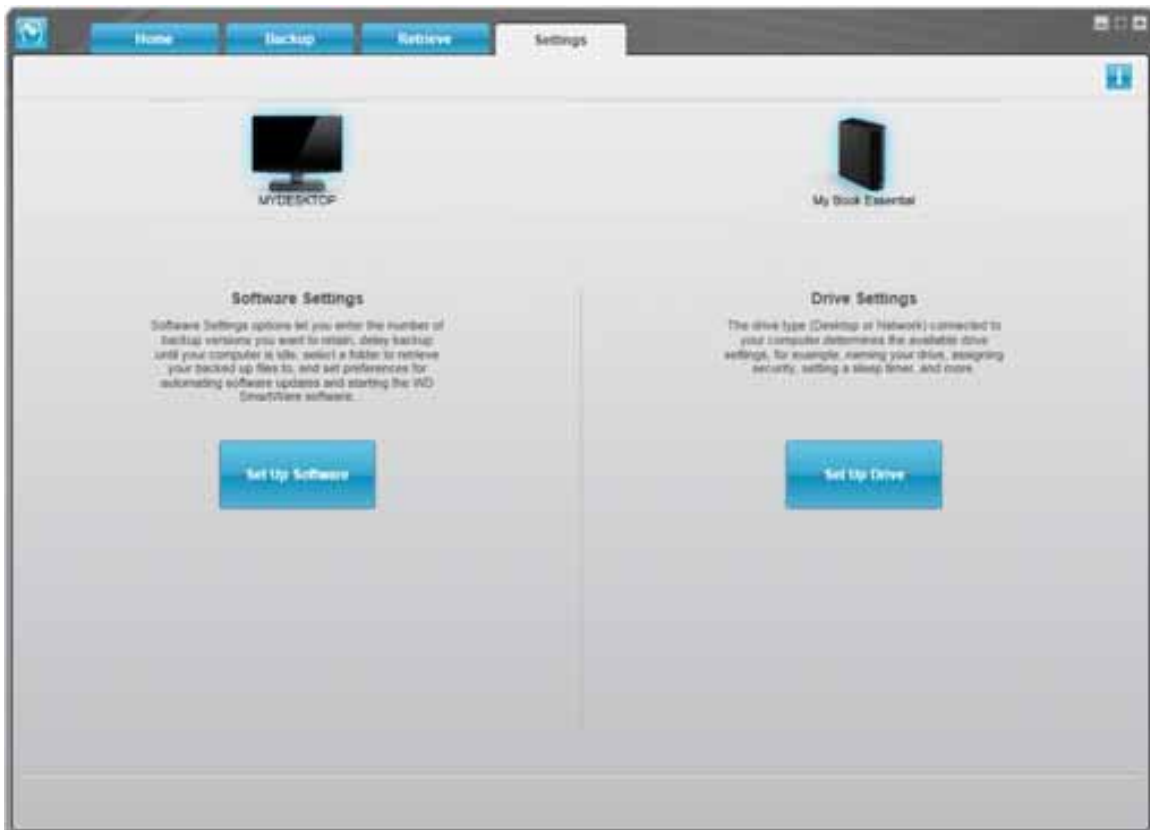 Home
Backup
Retrieve
Settings
MYDESKTOP
My Book Essential
Software Settings
Software Settings options let you enter the number of
backup versions you want to retain, delay backup
until your computer is idle, select a folder to retrieve
your backed up files to, and set preferences for
automating software updates and starting the WD
SmartWare software.
Set Up Software
Drive Settings
The drive type (Desktop or Network) connected to
your computer determines the available drive
settings, for example, naming your drive, assigning
security, setting a sleep timer, and more.
Set Up Drive